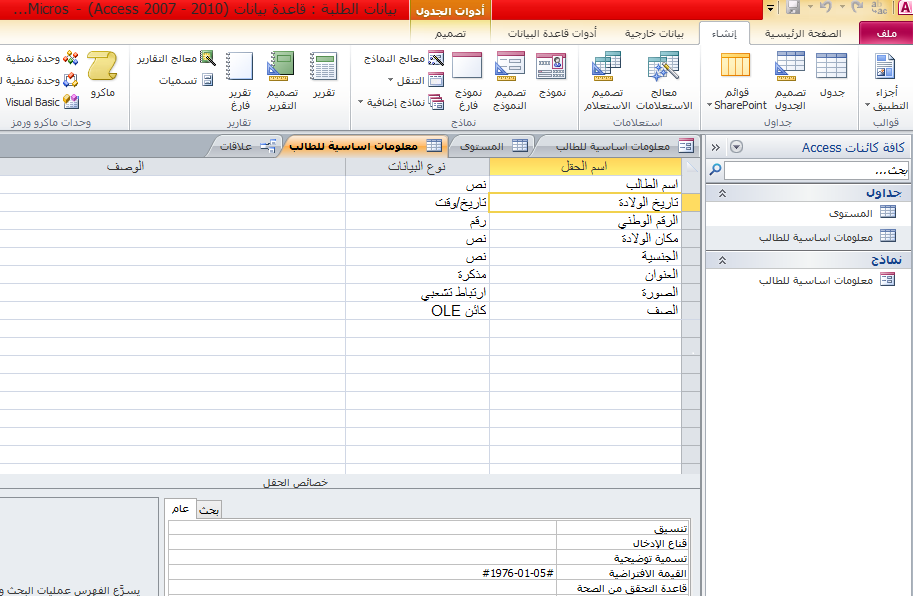 أدوات الجدول
بيانات الطلبة : قاعدة بيانات (Access 2007 - 2010) - Micros...
ملف
الصفحة الرئيسية
إنشاء
بيانات خارجية
أدوات قاعدة البيانات
تصميم
أجزاء التطبيق
قوالب
جدول
تصميم الجدول
قوائم SharePoint
جداول
معالج الاستعلامات
تصميم الاستعلام
استعلامات
نموذج
تصميم النموذج
نموذج فارغ
معالج النماذج
التنقل
نماذج إضافية
نماذج
تقرير
تصميم التقرير
تقرير فارغ
معالج التقارير
تسميات
تقارير
ماكرو
وحدة نمطية
وحدة نمطية ل
Visual Basic
وحدات ماكرو ورمز
كافة كائنات Access
بحث...
جداول
المستوى
معلومات اساسية للطالب
نماذج
معلومات اساسية للطالب
معلومات اساسية للطالب
المستوى
معلومات اساسية للطالب
علاقات
اسم الحقل نوع البيانات الوصف
اسم الطالب نص
تاريخ الولادة تاريخ/وقت
الرقم الوطني رقم
مكان الولادة نص
الجنسية نص
العنوان مذكرة
الصورة ارتباط تشعبي
الصف كائن OLE
خصائص الحقل
عام بحث
تنسيق
قناع الإدخال
تسمية توضيحية
القيمة الافتراضية #1976-01-05#
قاعدة التحقق من الصحة
يسرّع الفهرس عمليات البحث و